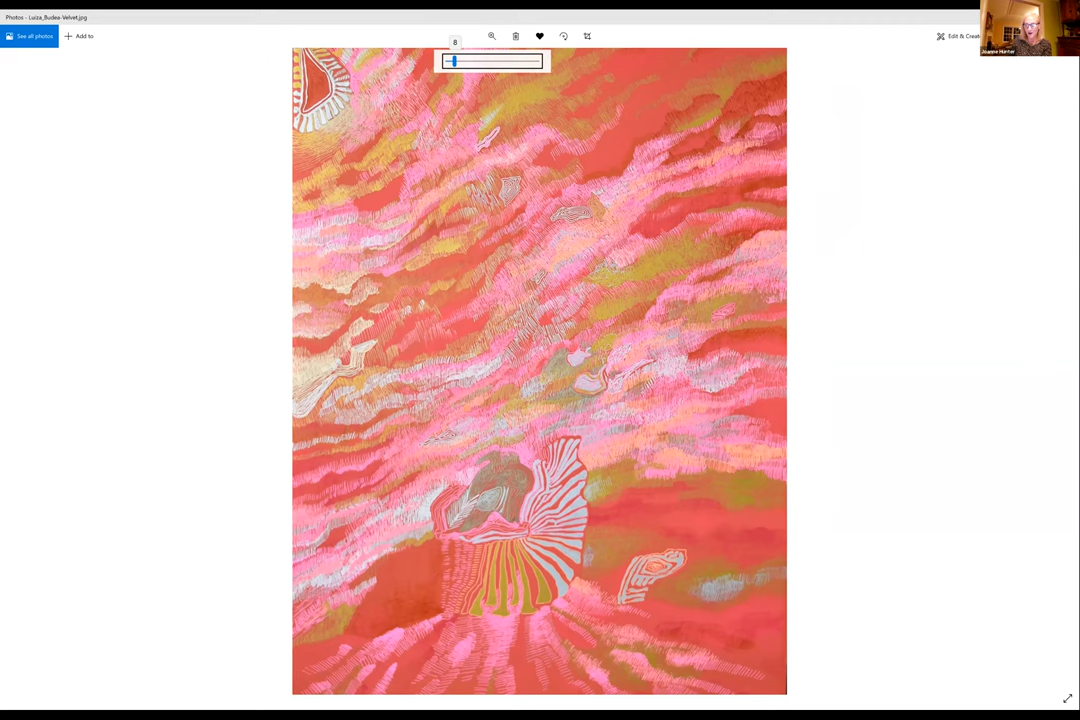 Photos - Luiza_Budea-Velvet.jpg
See all photos
Add to
8
Edit & Create
Joanne Hunter